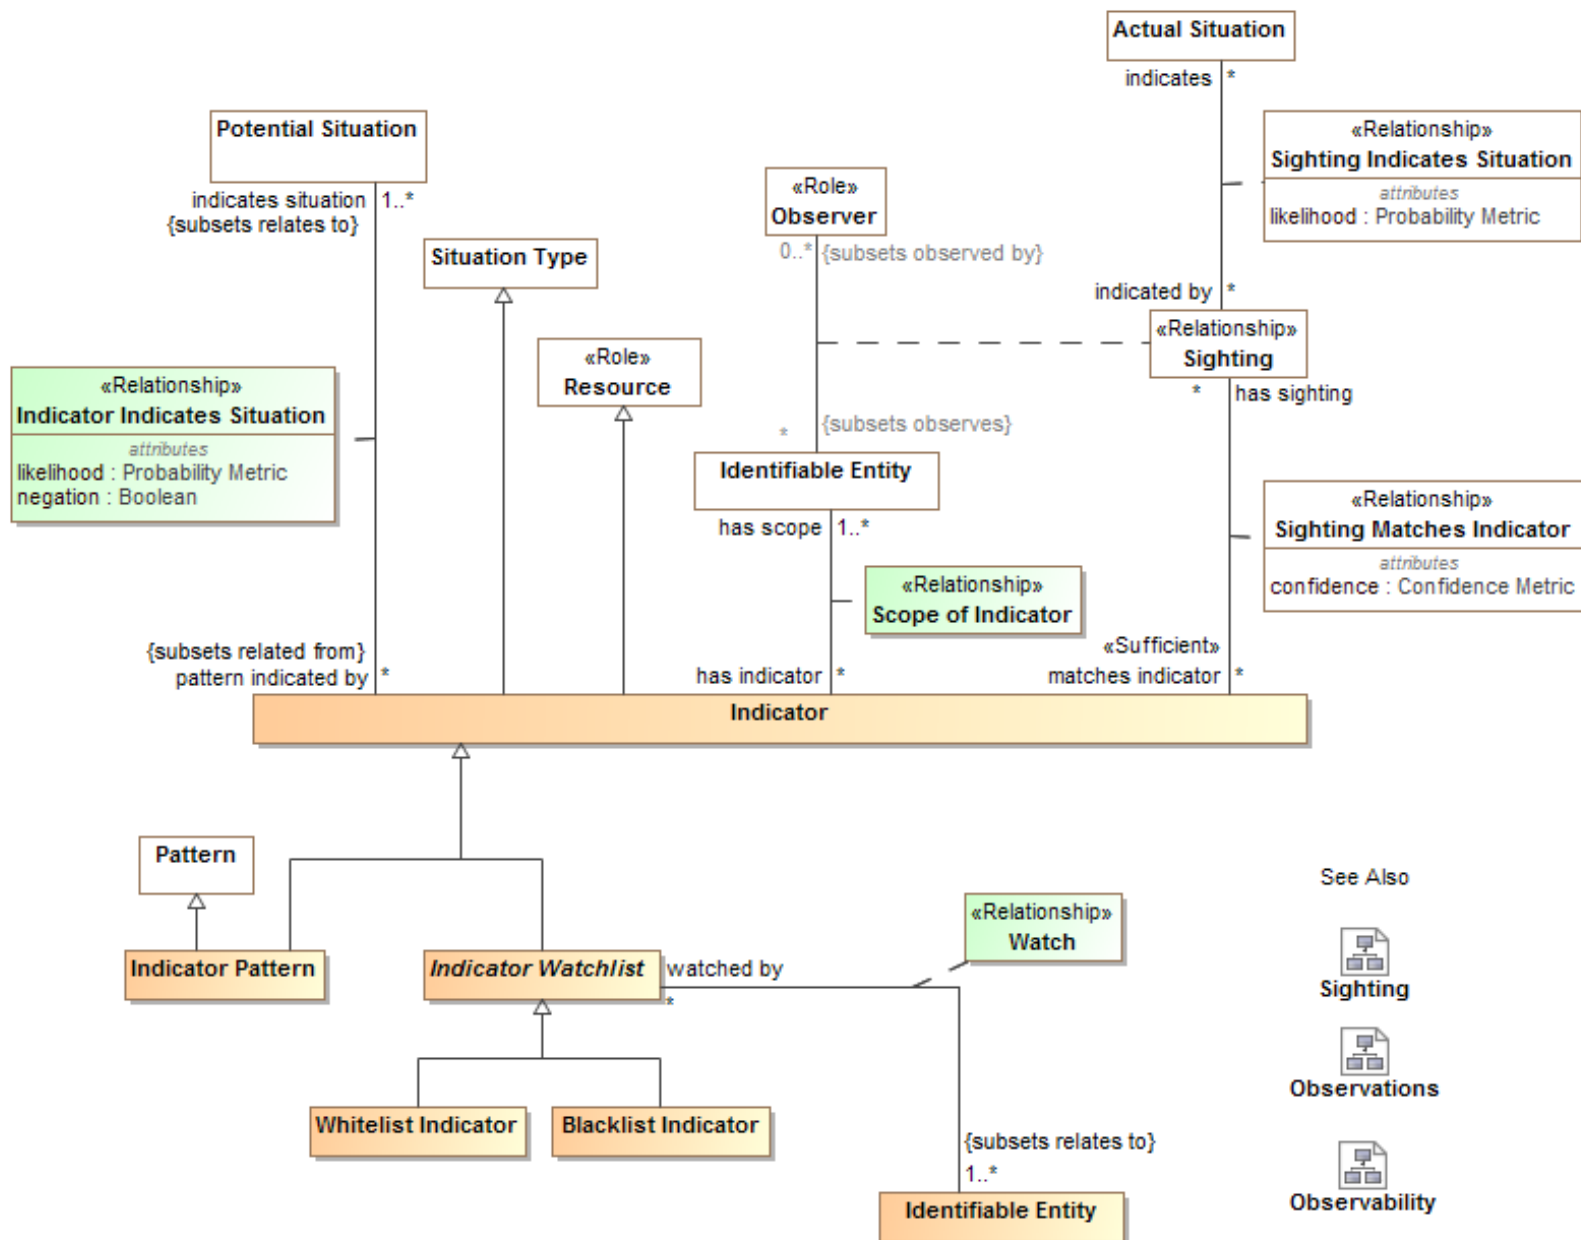 Actual Situation
indicates *
Potential Situation
«Relationship»
Sighting Indicates Situation
attributes
likelihood : Probability Metric
indicates situation 1..*
{subsets relates to}
«Role»
Observer
0..* {subsets observed by}
Situation Type
indicated by *
«Relationship»
Sighting
* has sighting
«Role»
Resource
«Relationship»
Indicator Indicates Situation
attributes
likelihood : Probability Metric
negation : Boolean
* {subsets observes}
Identifiable Entity
has scope 1..*
«Relationship»
Sighting Matches Indicator
attributes
confidence : Confidence Metric
«Relationship»
Scope of Indicator
{subsets related from}
pattern indicated by *
has indicator *
«Sufficient»
matches indicator *
Indicator
Pattern
See Also
«Relationship»
Watch
Indicator Pattern
Indicator Watchlist
watched by
*
Sighting
Observations
Whitelist Indicator
Blacklist Indicator
{subsets relates to}
1..*
Identifiable Entity
Observability